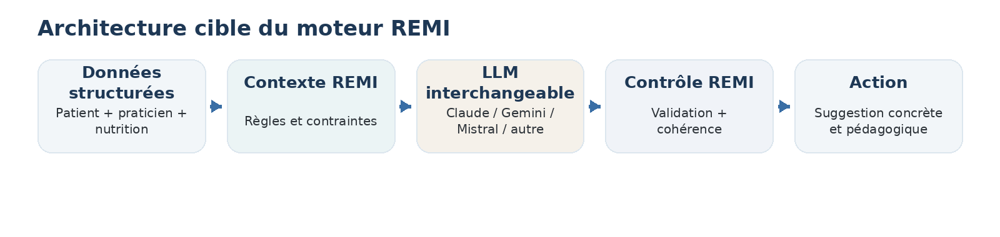 Architecture cible du moteur REMI
Données
structurées
Patient + praticien +
nutrition
Contexte REMI
Règles et contraintes
LLM
interchangeable
Claude / Gemini /
Mistral / autre
Contrôle REMI
Validation +
cohérence
Action
Suggestion concrète
et pédagogique